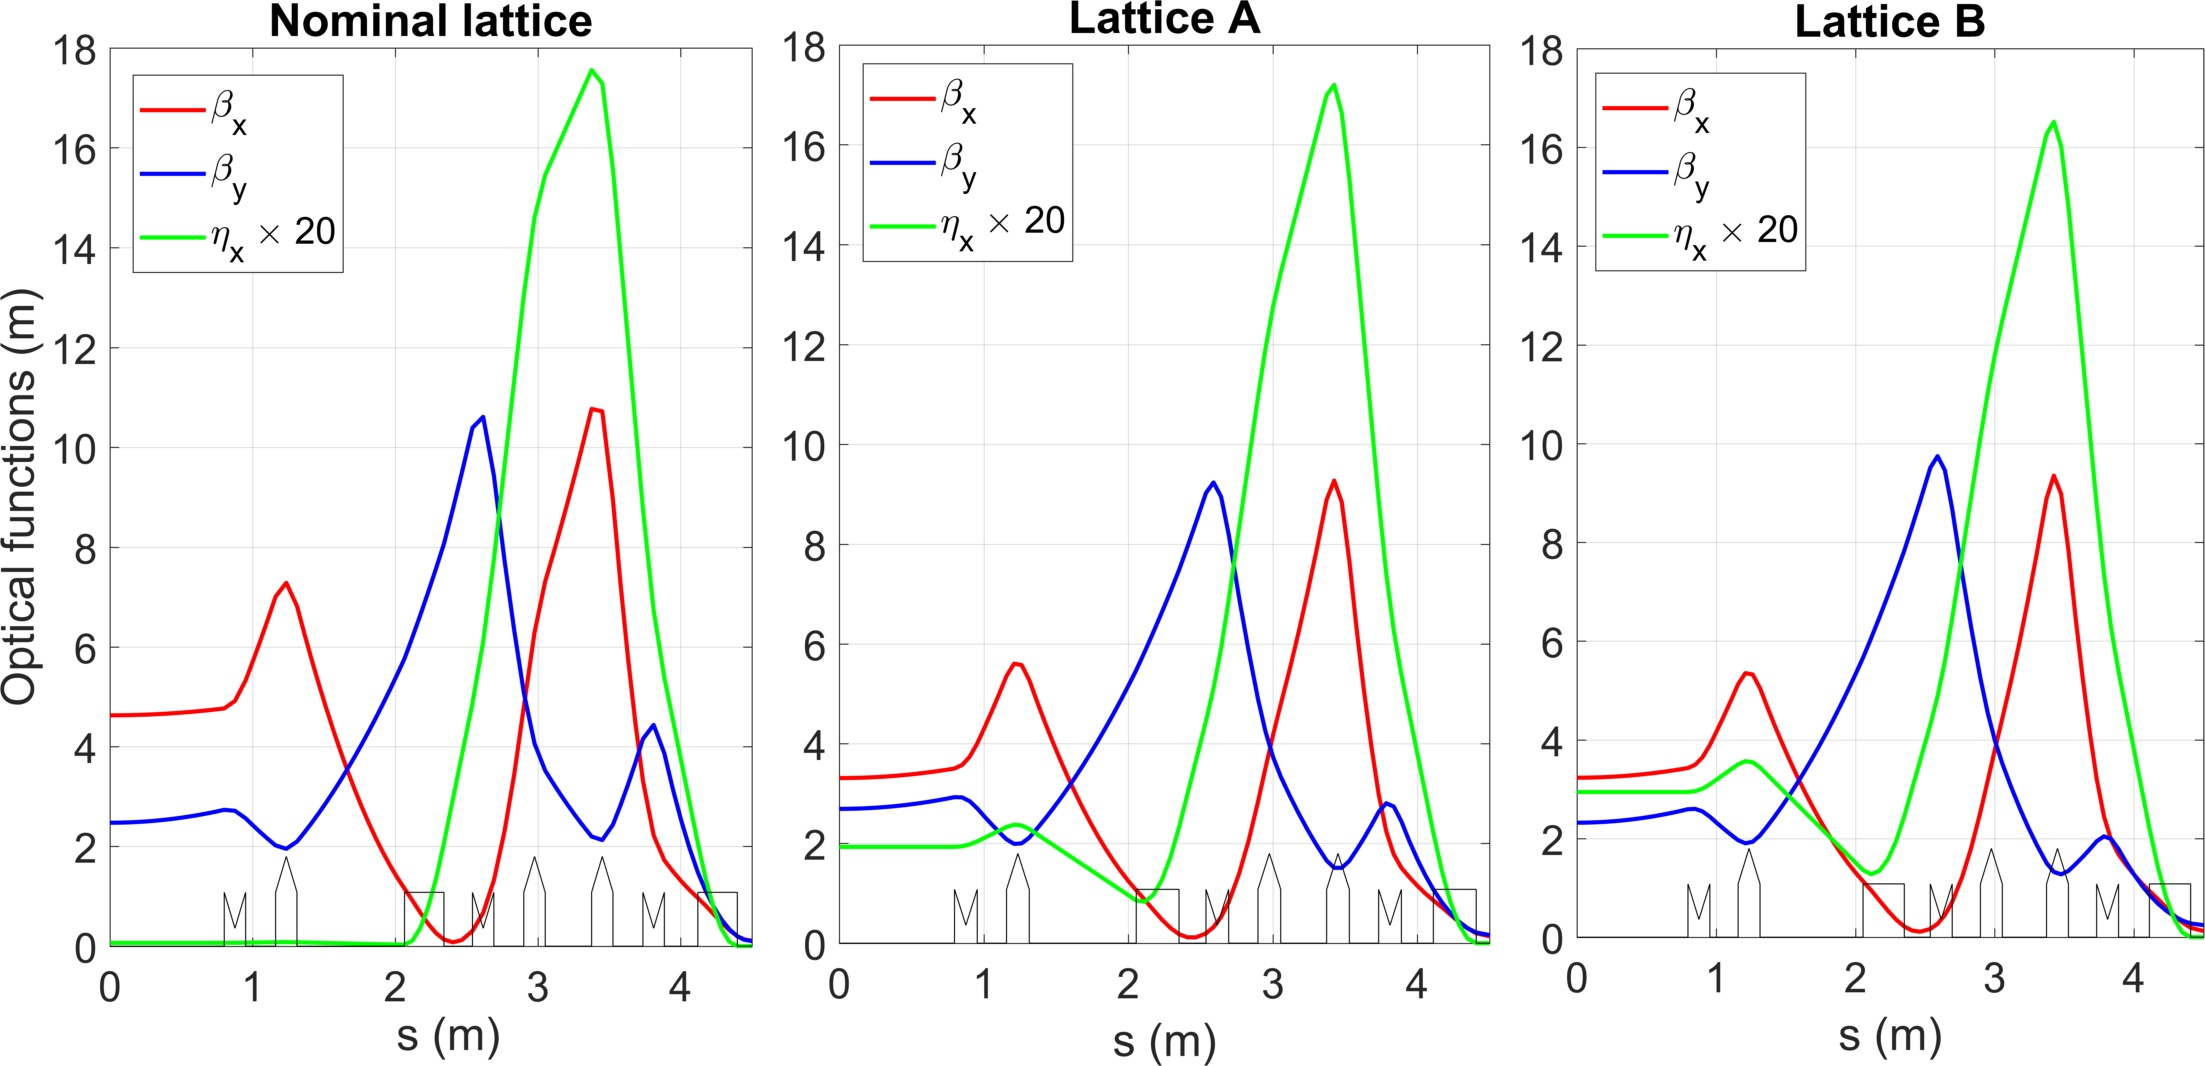 Nominal lattice
Optical functions (m)
18
16
14
12
10
8
6
4
2
0
βx
βy
ηx × 20
0 1 2 3 4
s (m)
Lattice A
18
16
14
12
10
8
6
4
2
0
βx
βy
ηx × 20
0 1 2 3 4
s (m)
Lattice B
18
16
14
12
10
8
6
4
2
0
βx
βy
ηx × 20
0 1 2 3 4
s (m)